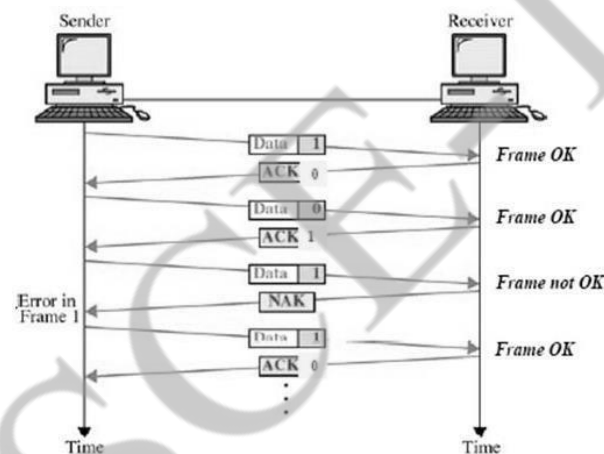 Sender
Receiver
Data 1
Frame OK
ACK 0
Data 0
Frame OK
ACK 1
Data 1
Frame not OK
Error in
Frame 1
NAK
Data 1
Frame OK
ACK 0
Time
Time